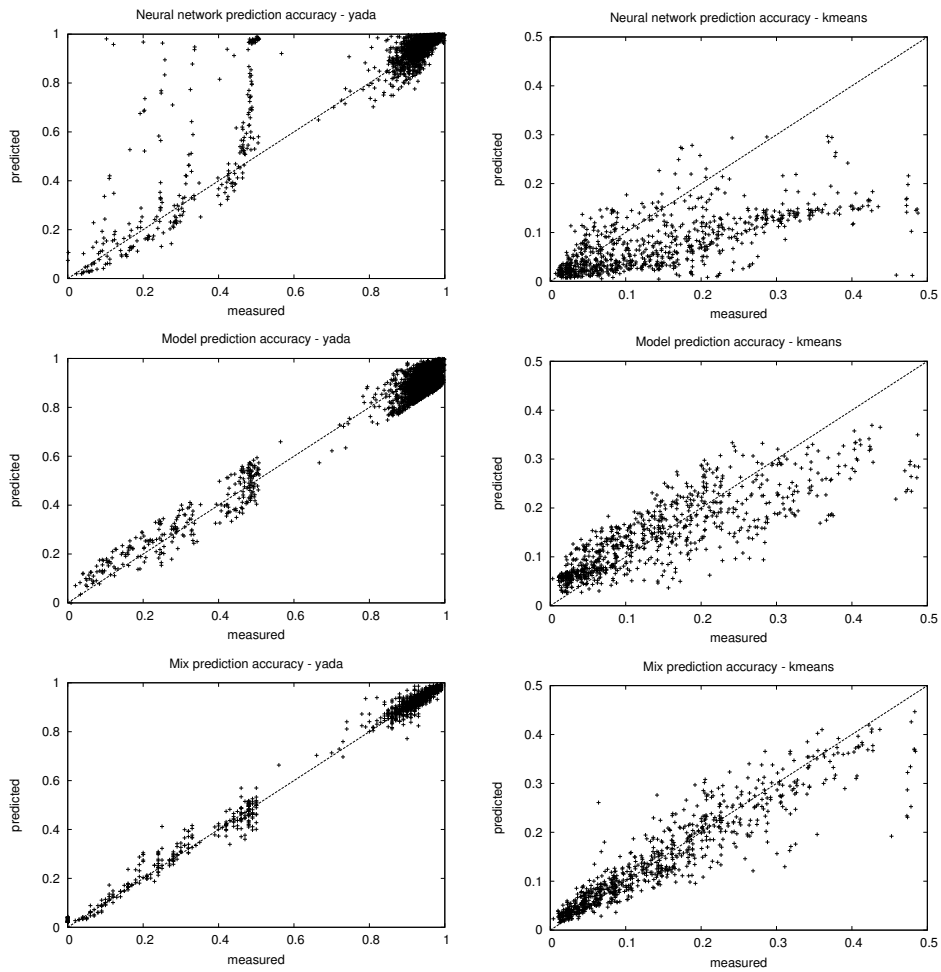 Neural network prediction accuracy - yada
1
0.8
0.6
0.4
0.2
0
predicted
0 0.2 0.4 0.6 0.8 1
measured
Neural network prediction accuracy - kmeans
0.5
0.4
0.3
0.2
0.1
0
predicted
0.1 0.2 0.3 0.4 0.5
measured
Model prediction accuracy - yada
1
0.8
0.6
0.4
0.2
0
predicted
0 0.2 0.4 0.6 0.8 1
measured
Model prediction accuracy - kmeans
0.5
0.4
0.3
0.2
0.1
0
predicted
0.1 0.2 0.3 0.4 0.5
measured
Mix prediction accuracy - yada
1
0.8
0.6
0.4
0.2
0
predicted
0 0.2 0.4 0.6 0.8 1
measured
Mix prediction accuracy - kmeans
0.5
0.4
0.3
0.2
0.1
0
predicted
0.1 0.2 0.3 0.4 0.5
measured